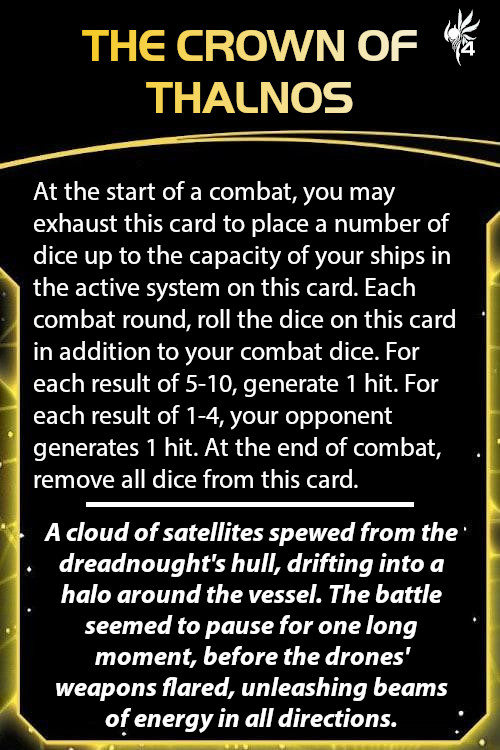 THE CROWN OF
THALNOS
4
At the start of a combat, you may
exhaust this card to place a number of
dice up to the capacity of your ships in
the active system on this card. Each
combat round, roll the dice on this card
in addition to your combat dice. For
each result of 5-10, generate 1 hit. For
each result of 1-4, your opponent
generates 1 hit. At the end of combat,
remove all dice from this card.
A cloud of satellites spewed from the
dreadnought's hull, drifting into a
halo around the vessel. The battle
seemed to pause for one long
moment, before the drones'
weapons flared, unleashing beams
of energy in all directions.